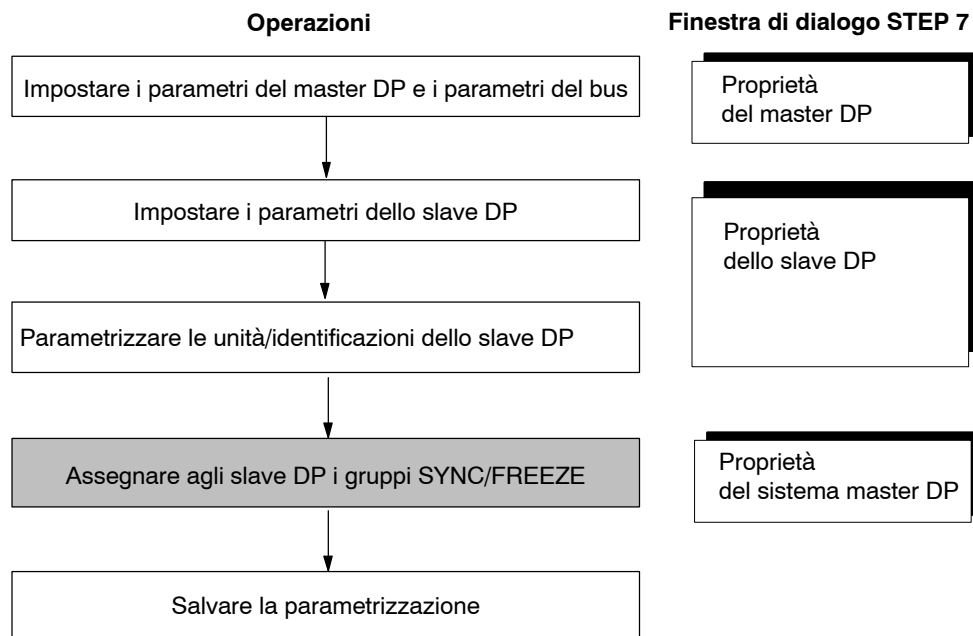 Operazioni
Finestra di dialogo STEP 7
Impostare i parametri del master DP e i parametri del bus
Proprietà
del master DP
Impostare i parametri dello slave DP
Proprietà
dello slave DP
Parametrizzare le unità/identificazioni dello slave DP
Assegnare agli slave DP i gruppi SYNC/FREEZE
Proprietà
del sistema master DP
Salvare la parametrizzazione